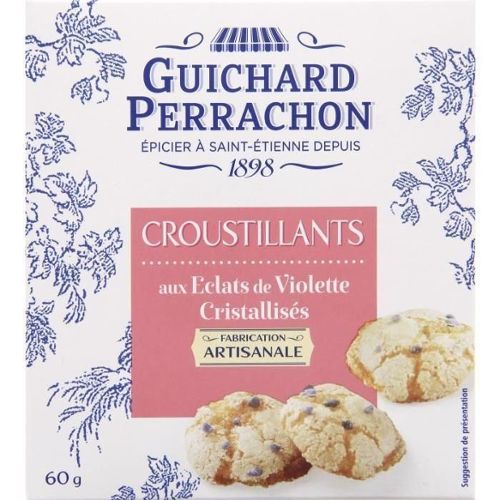 GUICHARD
PERRACHON
ÉPICIER À SAINT-ÉTIENNE DEPUIS
1898
CROUSTILLANTS
aux Eclats de Violette
Cristallisés
FABRICATION
ARTISANALE
60 g
Suggestion de présentation